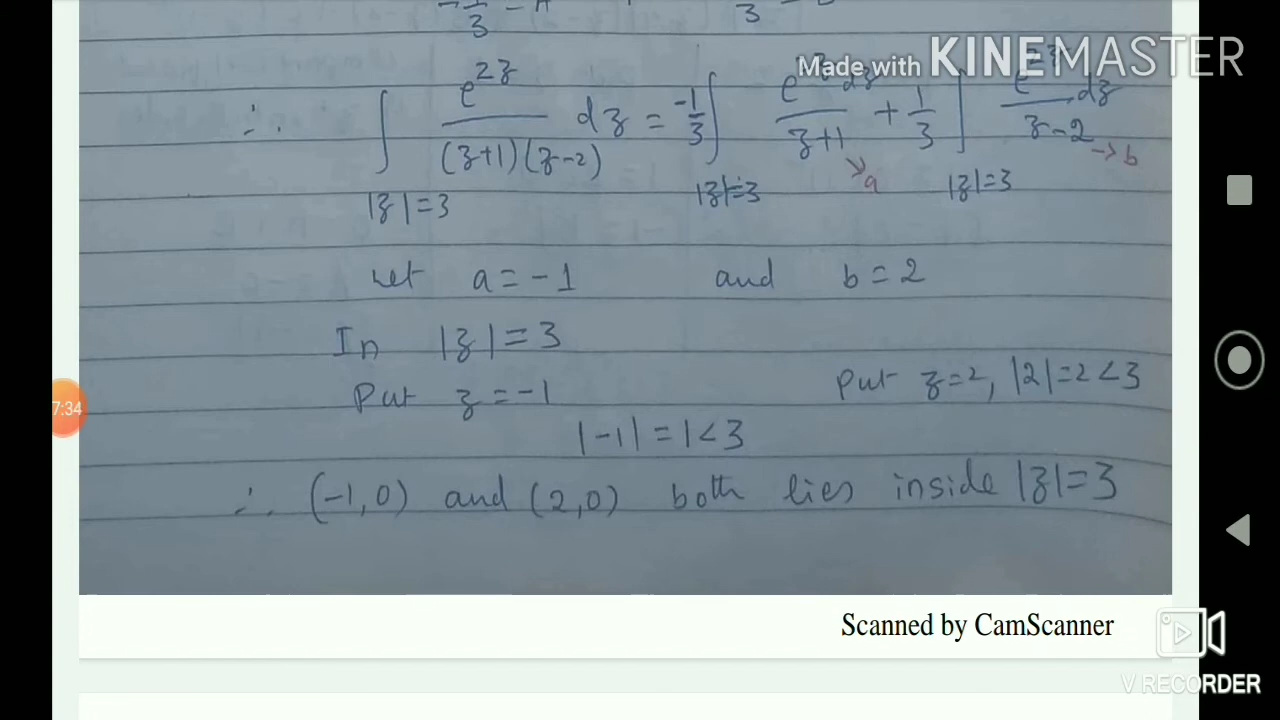 Made with KINEMASTER
∴ ∫ e^{2z} / (z+1)(z-2) dz = -1/3 ∫ e^{2z} dz / z+1 + 1/3 ∫ e^{2z} / z-2 dz
|z|=3 |z|=3 → a |z|=3 → b
Let a = -1 and b = 2
In |z| = 3
Put z = -1 Put z=2, |2|=2<3
|-1| = 1 < 3
∴ (-1, 0) and (2, 0) both lies inside |z|=3
7:34
Scanned by CamScanner
V RECORDER